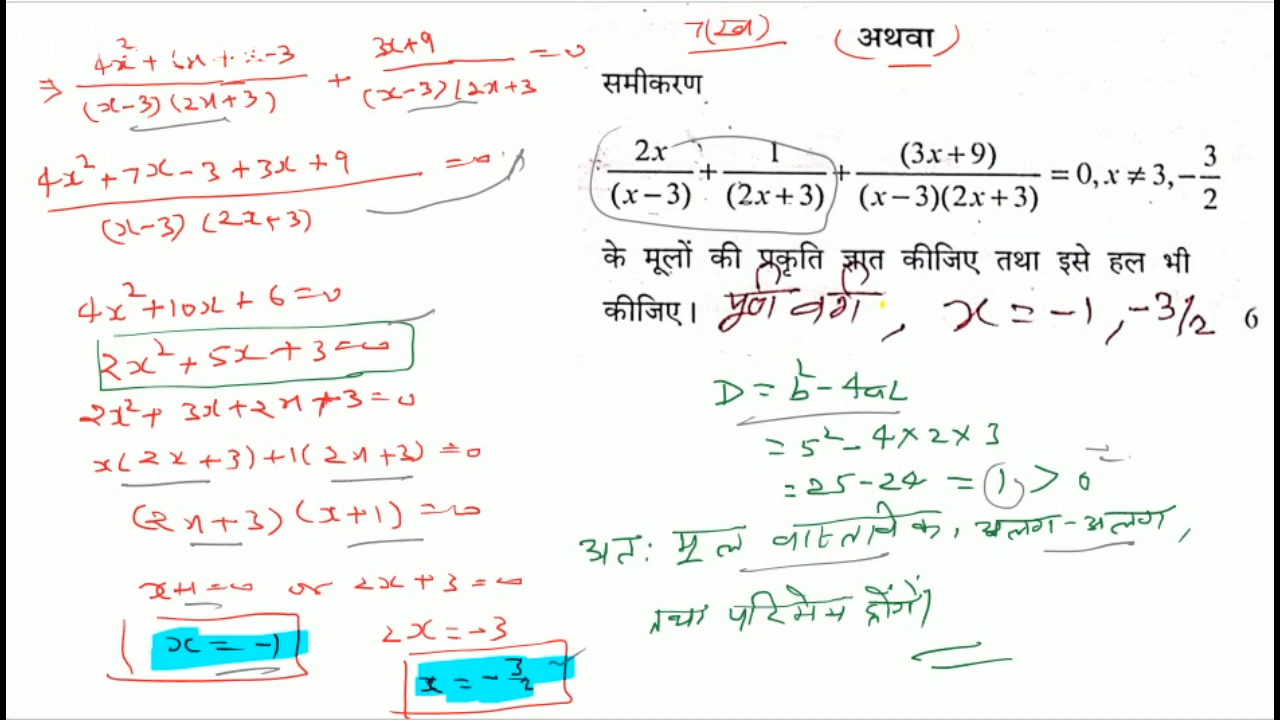 ⇒ 4x² + 6x + x - 3 / (x-3)(2x+3) + 3x+9 / (x-3)(2x+3 = 0
4x² + 7x - 3 + 3x + 9 / (x-3)(2x+3) = 0
4x² + 10x + 6 = 0
2x² + 5x + 3 = 0
2x² + 3x + 2x + 3 = 0
x(2x+3) + 1(2x+3) = 0
(2x+3)(x+1) = 0
x+1 = 0 or 2x+3 = 0
x = -1
2x = -3
x = -3/2
7(ख) (अथवा)
समीकरण
2x/(x-3) + 1/(2x+3) + (3x+9)/(x-3)(2x+3) = 0, x ≠ 3, -3/2
के मूलों की प्रकृति ज्ञात कीजिए तथा इसे हल भी
कीजिए। पूर्ण वर्ग, x = -1, -3/2 6
D = b² - 4ac
= 5² - 4×2×3
= 25-24 = 1 > 0
अतः मूल वास्तविक, अलग-अलग,
तथा परिमेय होंगे।